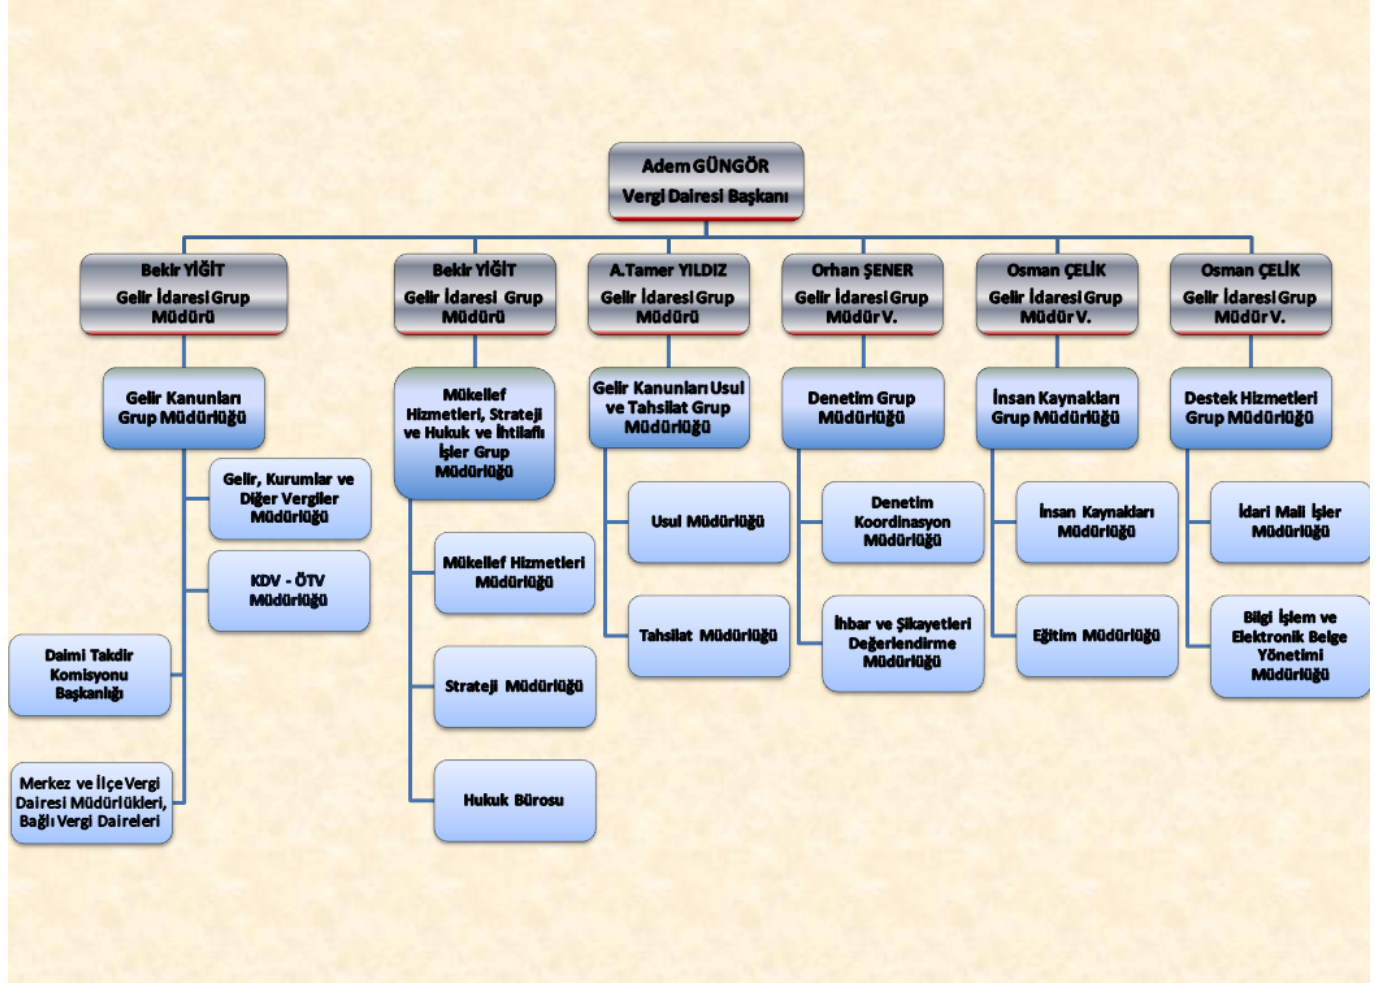 Adem GÜNGÖR
Vergi Dairesi Başkanı
Bekir YİĞİT
Gelir İdaresi Grup
Müdürü
Bekir YİĞİT
Gelir İdaresi Grup
Müdürü
A.Tamer YILDIZ
Gelir İdaresi Grup
Müdürü
Orhan ŞENER
Gelir İdaresi Grup
Müdür V.
Osman ÇELİK
Gelir İdaresi Grup
Müdür V.
Osman ÇELİK
Gelir İdaresi Grup
Müdür V.
Gelir Kanunları
Grup Müdürlüğü
Mükellef
Hizmetleri, Strateji
ve Hukuk ve İhtilaflı
İşler Grup
Müdürlüğü
Gelir Kanunları Usul
ve Tahsilat Grup
Müdürlüğü
Denetim Grup
Müdürlüğü
İnsan Kaynakları
Grup Müdürlüğü
Destek Hizmetleri
Grup Müdürlüğü
Gelir, Kurumlar ve
Diğer Vergiler
Müdürlüğü
KDV - ÖTV
Müdürlüğü
Daimi Takdir
Komisyonu
Başkanlığı
Merkez ve İlçe Vergi
Dairesi Müdürlükleri,
Bağlı Vergi Daireleri
Mükellef Hizmetleri
Müdürlüğü
Strateji Müdürlüğü
Hukuk Bürosu
Usul Müdürlüğü
Tahsilat Müdürlüğü
Denetim
Koordinasyon
Müdürlüğü
İhbar ve Şikayetleri
Değerlendirme
Müdürlüğü
İnsan Kaynakları
Müdürlüğü
Eğitim Müdürlüğü
İdari Mali İşler
Müdürlüğü
Bilgi İşlem ve
Elektronik Belge
Yönetimi
Müdürlüğü